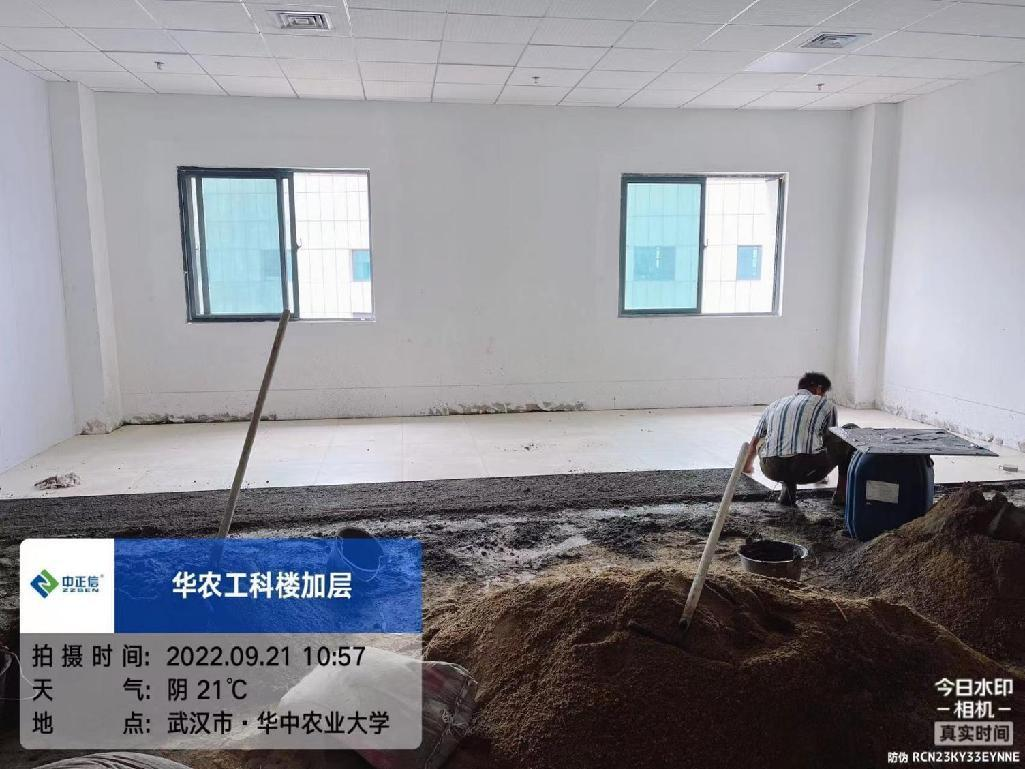 中正信
ZZSEN
华农工科楼加层
拍摄时间: 2022.09.21 10:57
天 气: 阴 21℃
地 点: 武汉市·华中农业大学
今日水印
-相机-
真实时间
防伪 RCN23KY33EYNNE